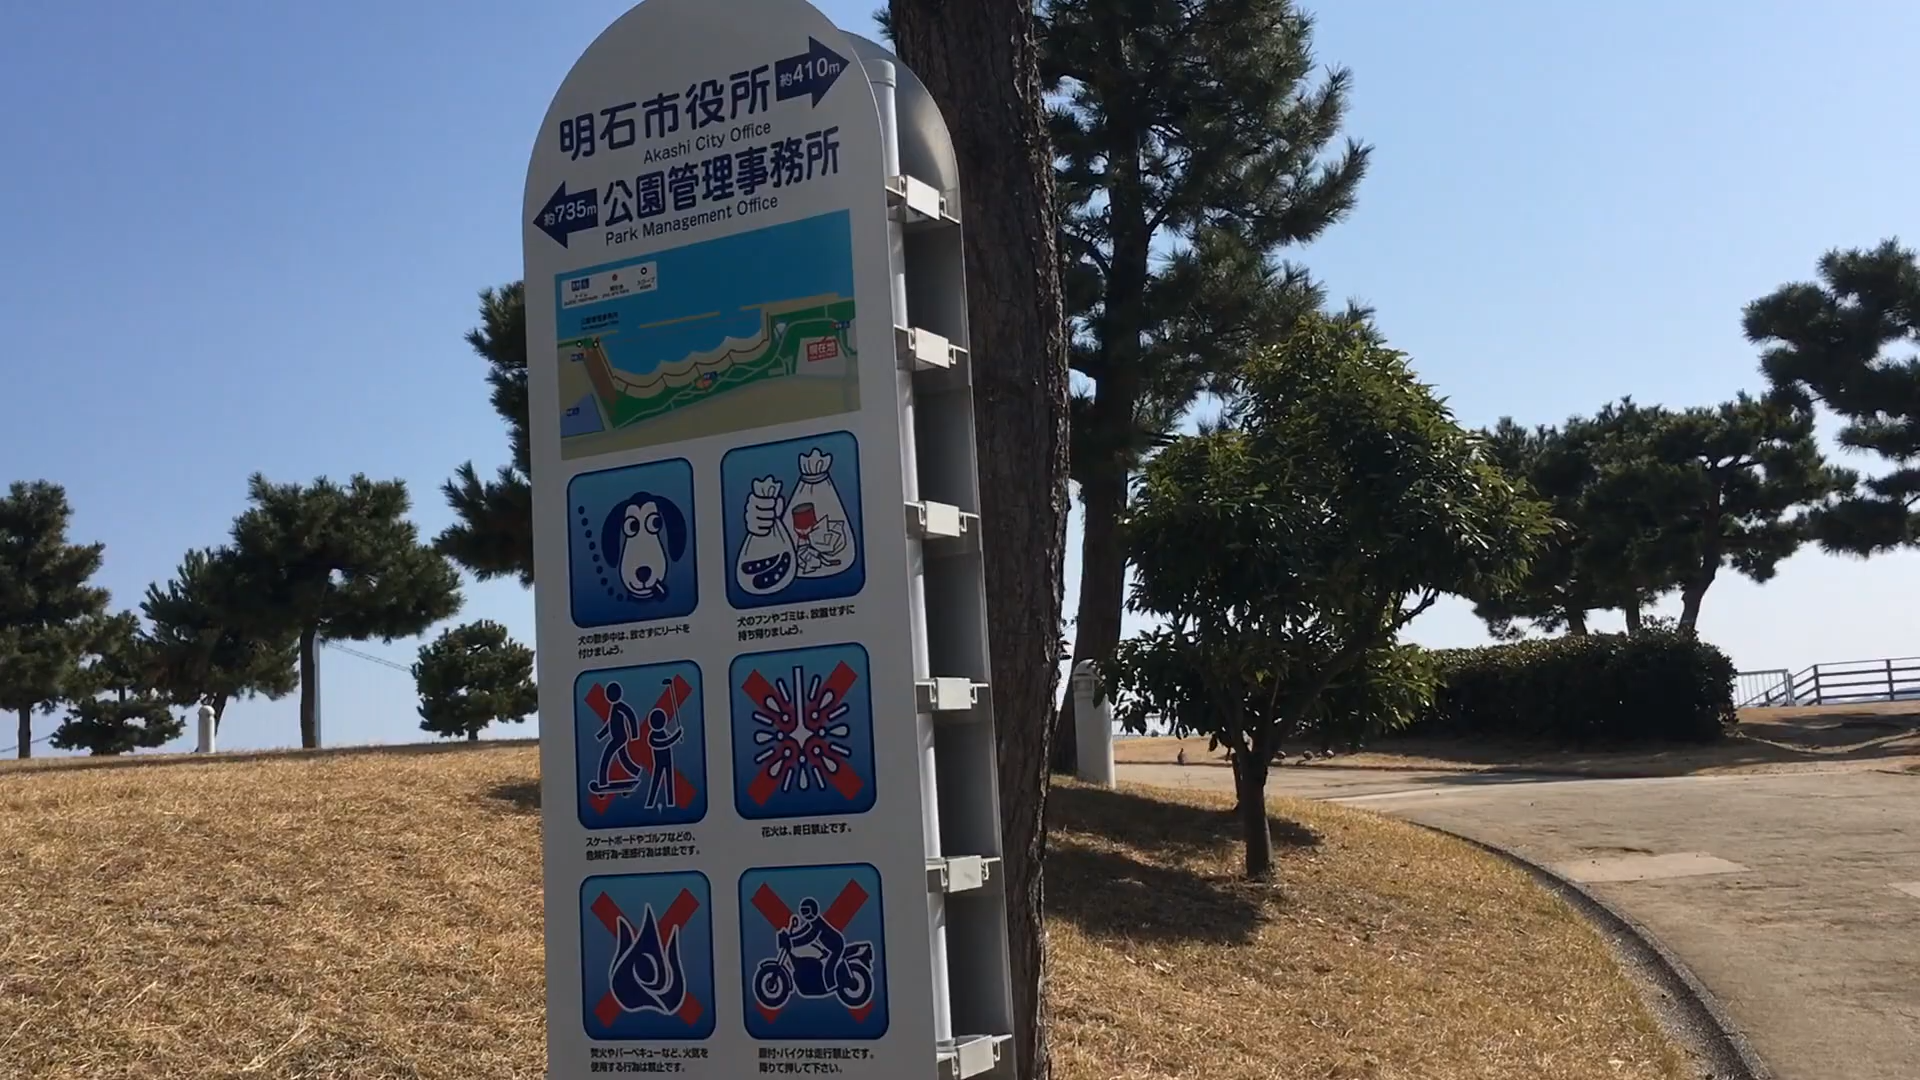 明石市役所 約410m
Akashi City Office
約735m 公園管理事務所
Park Management Office
現在地
犬の散歩中は、放さずにリードを
付けましょう。
犬のフンやゴミは、放置せずに
持ち帰りましょう。
スケートボードやゴルフなどの、
危険行為・迷惑行為は禁止です。
花火は、終日禁止です。
焚火やバーベキューなど、火気を
使用する行為は禁止です。
原付・バイクは走行禁止です。
降りて押して下さい。